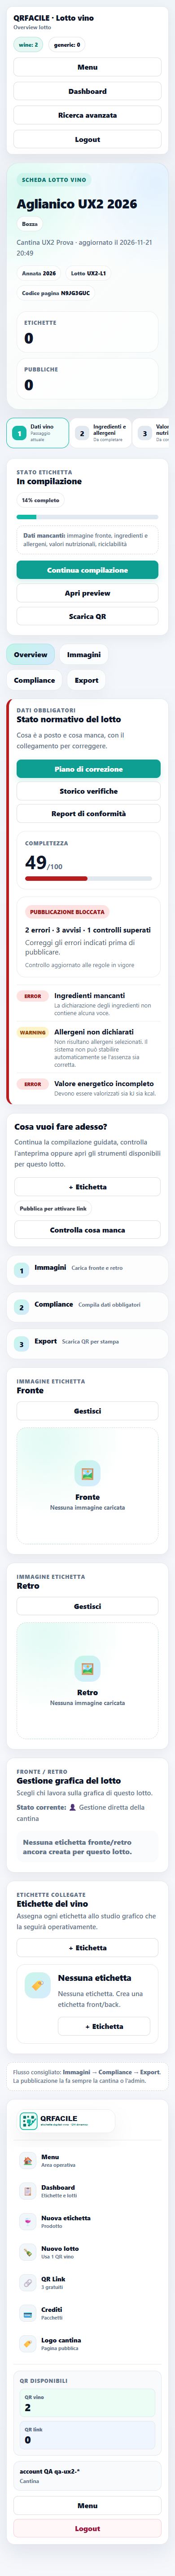 QRFACILE · Lotto vino
Overview lotto
wine: 2
generic: 0
Menu
Dashboard
Ricerca avanzata
Logout
SCHEDA LOTTO VINO
Aglianico UX2 2026
Bozza
Cantina UX2 Prova · aggiornato il 2026-11-21
20:49
Annata 2026
Lotto UX2-L1
Codice pagina N9JG3GUC
ETICHETTE
0
PUBBLICHE
0
1
Dati vino
Passaggio
attuale
2
Ingredienti e
allergeni
Da completare
3
Valori
nutri
Da co
STATO ETICHETTA
In compilazione
14% completo
Dati mancanti: immagine fronte, ingredienti e
allergeni, valori nutrizionali, riciclabilità
Continua compilazione
Apri preview
Scarica QR
Overview
Immagini
Compliance
Export
DATI OBBLIGATORI
Stato normativo del lotto
Cosa è a posto e cosa manca, con il
collegamento per correggere.
Piano di correzione
Storico verifiche
Report di conformità
COMPLETEZZA
49/100
PUBBLICAZIONE BLOCCATA
2 errori · 3 avvisi · 1 controlli superati
Correggi gli errori indicati prima di
pubblicare.
Controllo aggiornato alle regole in vigore
ERROR
Ingredienti mancanti
La dichiarazione degli ingredienti non
contiene alcuna voce.
WARNING
Allergeni non dichiarati
Non risultano allergeni selezionati. Il
sistema non può stabilire
automaticamente se l'assenza sia
corretta.
ERROR
Valore energetico incompleto
Devono essere valorizzati sia kJ sia kcal.
Cosa vuoi fare adesso?
Continua la compilazione guidata, controlla
l'anteprima oppure apri gli strumenti disponibili
per questo lotto.
+ Etichetta
Pubblica per attivare link
Controlla cosa manca
1
Immagini
Carica fronte e retro
2
Compliance
Compila dati obbligatori
3
Export
Scarica QR per stampa
IMMAGINE ETICHETTA
Fronte
Gestisci
Fronte
Nessuna immagine caricata
IMMAGINE ETICHETTA
Retro
Gestisci
Retro
Nessuna immagine caricata
FRONTE / RETRO
Gestione grafica del lotto
Scegli chi lavora sulla grafica di questo lotto.
Stato corrente: Gestione diretta della
cantina
Nessuna etichetta fronte/retro
ancora creata per questo lotto.
ETICHETTE COLLEGATE
Etichette del vino
Assegna ogni etichetta allo studio grafico che
la seguirà operativamente.
+ Etichetta
Nessuna etichetta
Nessuna etichetta. Crea una
etichetta front/back.
+ Etichetta
Flusso consigliato: Immagini → Compliance → Export.
La pubblicazione la fa sempre la cantina o l'admin.
QRFACILE
Menu
Area operativa
Dashboard
Etichette e lotti
Nuova etichetta
Prodotto
Nuovo lotto
Usa 1 QR vino
QR Link
3 gratuiti
Crediti
Pacchetti
Logo cantina
Pagina pubblica
QR DISPONIBILI
QR vino
2
QR link
0
account QA qa-ux2-*
Cantina
Menu
Logout